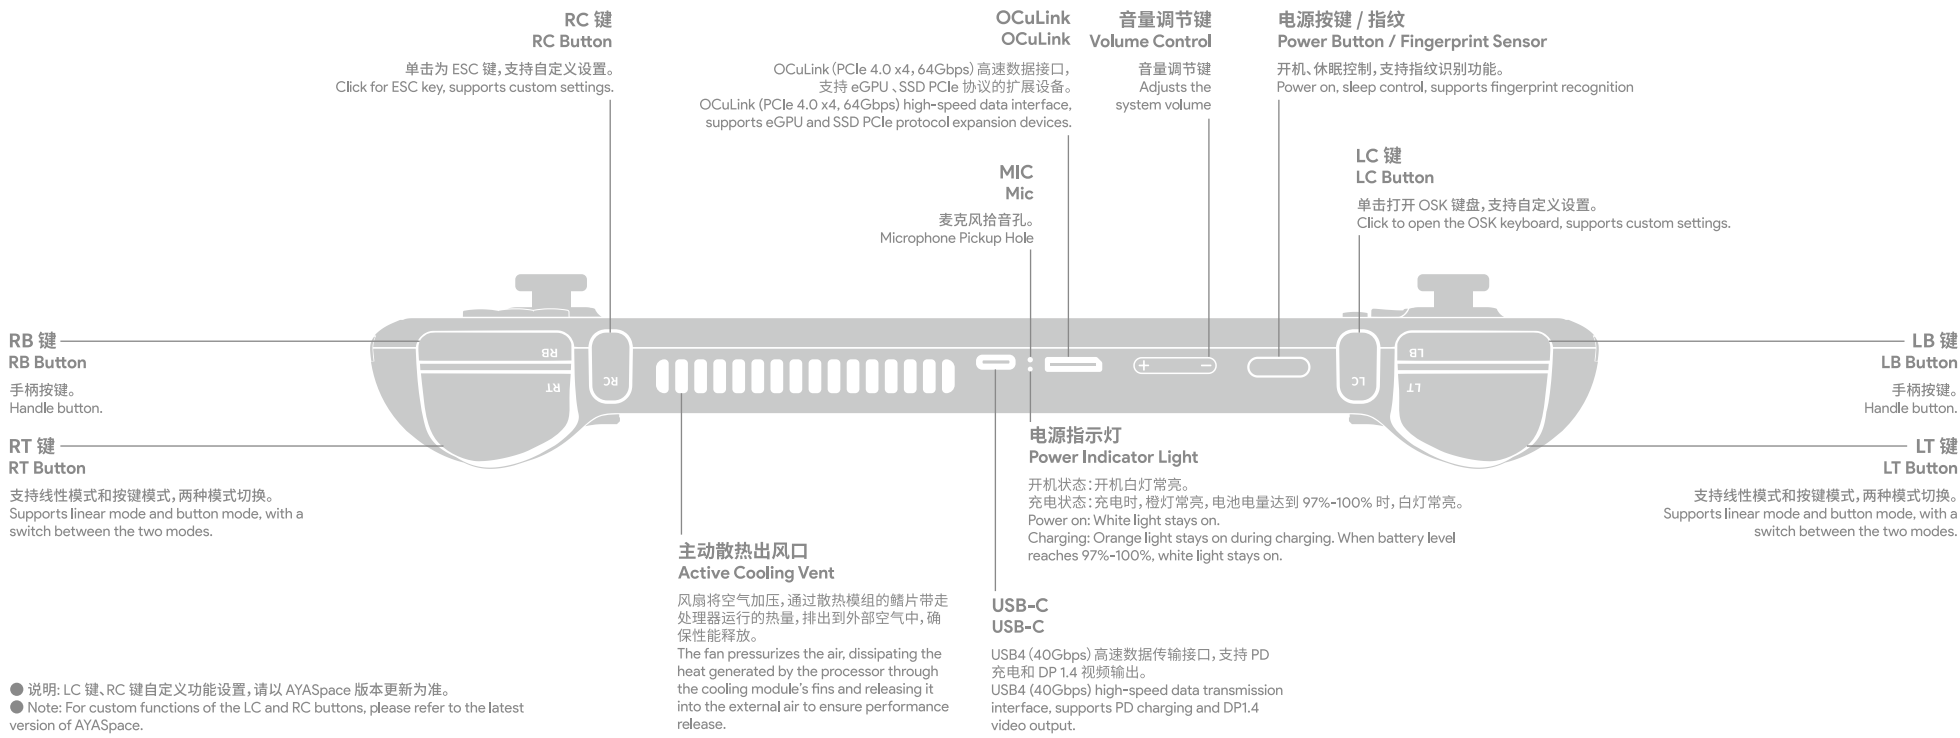 RC 键
RC Button
单击为 ESC 键，支持自定义设置。
Click for ESC key, supports custom settings.
OCuLink
OCuLink
OCuLink（PCIe 4.0 x4, 64Gbps）高速数据接口，
支持 eGPU、SSD PCIe 协议的扩展设备。
OCuLink (PCIe 4.0 x4, 64Gbps) high-speed data interface,
supports eGPU and SSD PCIe protocol expansion devices.
音量调节键
Volume Control
音量调节键
Adjusts the
system volume
电源按键 / 指纹
Power Button / Fingerprint Sensor
开机、休眠控制，支持指纹识别功能。
Power on, sleep control, supports fingerprint recognition
MIC
Mic
麦克风拾音孔。
Microphone Pickup Hole
LC 键
LC Button
单击打开 OSK 键盘，支持自定义设置。
Click to open the OSK keyboard, supports custom settings.
RB 键
RB Button
手柄按键。
Handle button.
RT 键
RT Button
支持线性模式和按键模式，两种模式切换。
Supports linear mode and button mode, with a
switch between the two modes.
RB
RT
RC
+
−
LC
LB
LT
LB 键
LB Button
手柄按键。
Handle button.
LT 键
LT Button
支持线性模式和按键模式，两种模式切换。
Supports linear mode and button mode, with a
switch between the two modes.
电源指示灯
Power Indicator Light
开机状态：开机白灯常亮。
充电状态：充电时，橙灯常亮，电池电量达到 97%-100% 时，白灯常亮。
Power on: White light stays on.
Charging: Orange light stays on during charging. When battery level
reaches 97%-100%, white light stays on.
主动散热出风口
Active Cooling Vent
风扇将空气加压，通过散热模组的鳍片带走
处理器运行的热量，排出到外部空气中，确
保性能释放。
The fan pressurizes the air, dissipating the
heat generated by the processor through
the cooling module's fins and releasing it
into the external air to ensure performance
release.
USB-C
USB-C
USB4（40Gbps）高速数据传输接口，支持 PD
充电和 DP 1.4 视频输出。
USB4 (40Gbps) high-speed data transmission
interface, supports PD charging and DP1.4
video output.
● 说明: LC 键、RC 键自定义功能设置，请以 AYASpace 版本更新为准。
● Note: For custom functions of the LC and RC buttons, please refer to the latest
version of AYASpace.